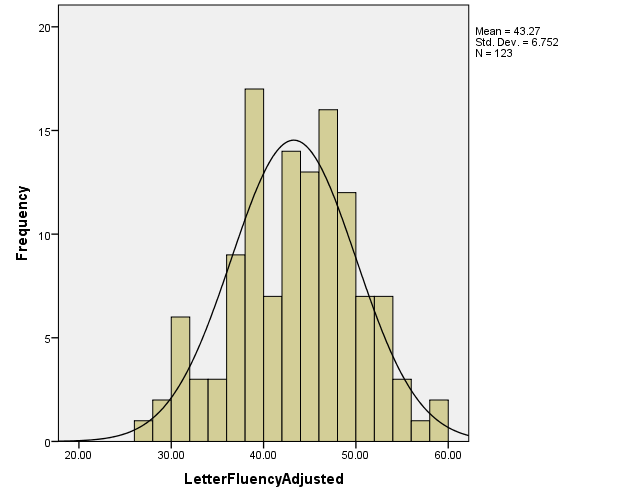 Mean = 43.27
Std. Dev. = 6.752
N = 123
Frequency
20
15
10
5
0
20.00 30.00 40.00 50.00 60.00
LetterFluencyAdjusted